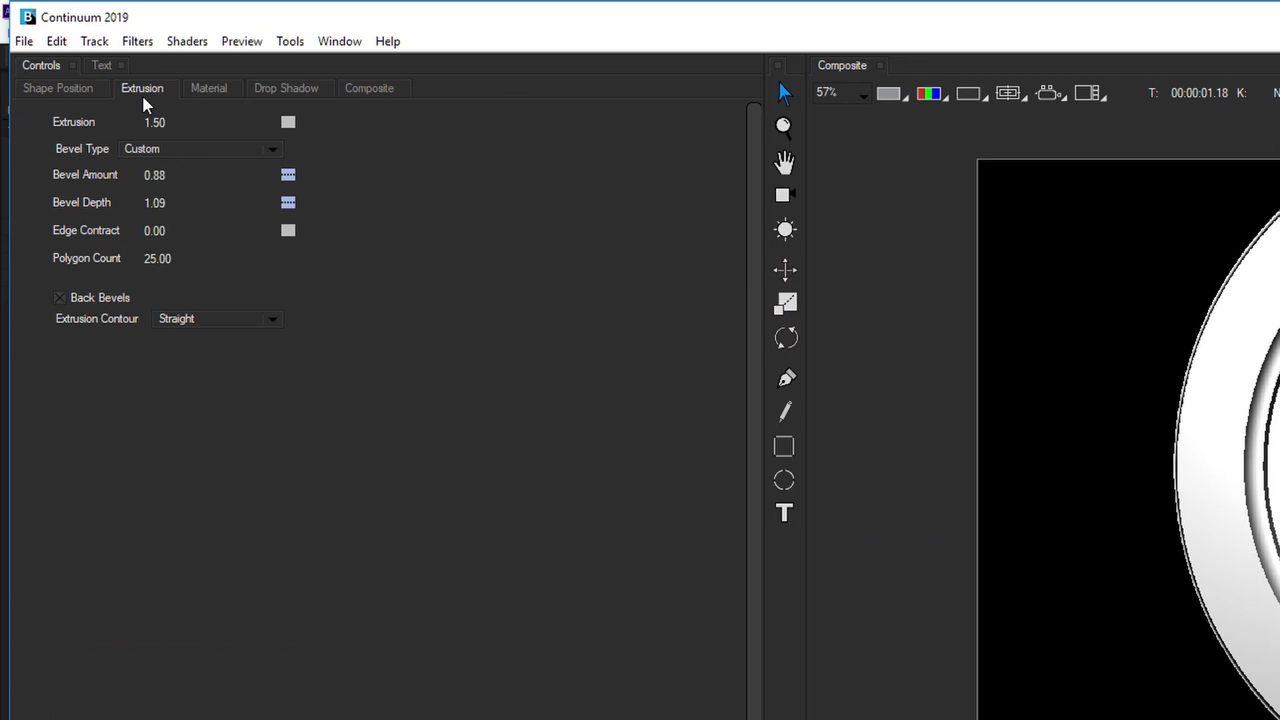 Continuum 2019
File Edit Track Filters Shaders Preview Tools Window Help
Controls Text Composite
Shape Position Extrusion Material Drop Shadow Composite
57% T: 00:00:01.18 K:
Extrusion 1.50
Bevel Type Custom
Bevel Amount 0.88
Bevel Depth 1.09
Edge Contract 0.00
Polygon Count 25.00
Back Bevels
Extrusion Contour Straight
T